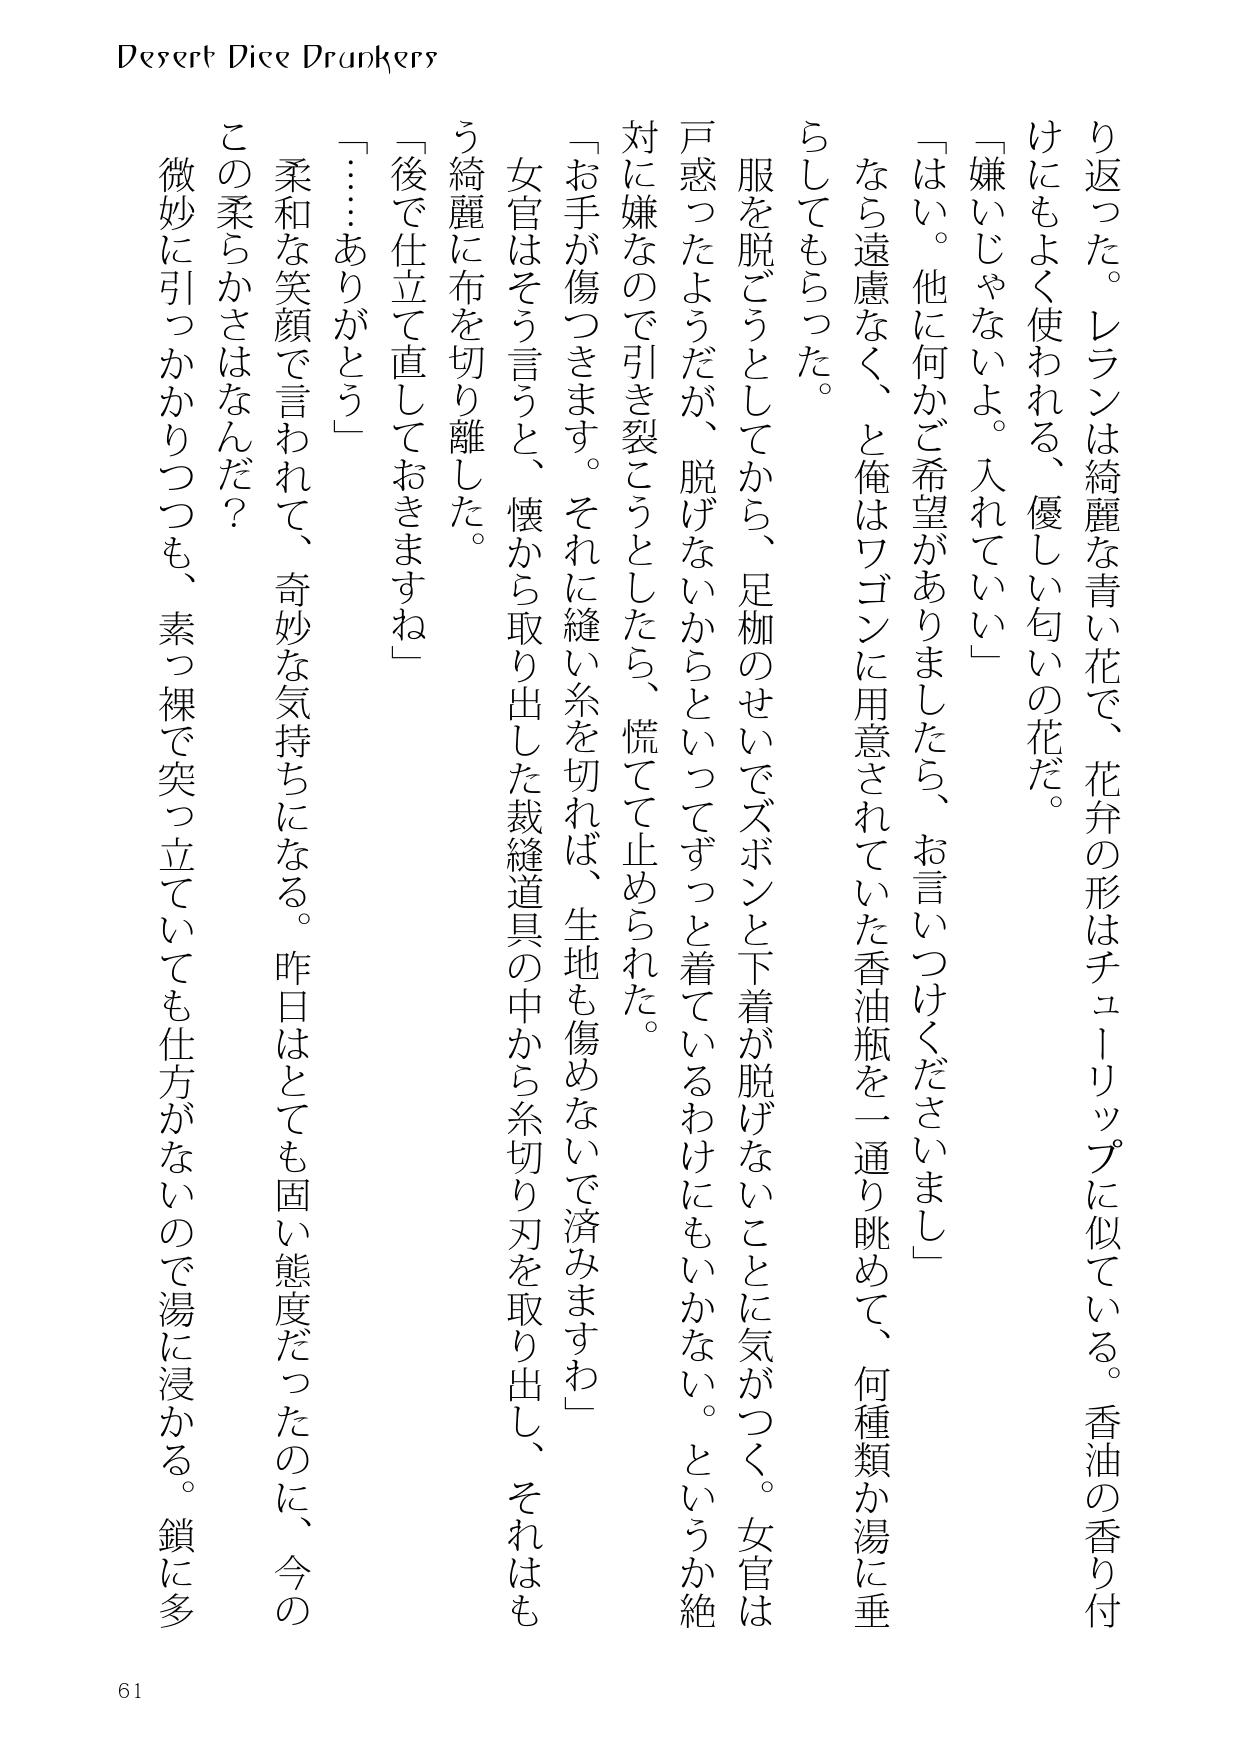 Desert Dice Drunkers
り返った。レランは綺麗な青い花で、花弁の形はチューリップに似ている。香油の香り付
けにもよく使われる、優しい匂いの花だ。
「嫌いじゃないよ。入れていい」
「はい。他に何かご希望がありましたら、お言いつけくださいまし」
なら遠慮なく、と俺はワゴンに用意されていた香油瓶を一通り眺めて、何種類か湯に垂
らしてもらった。
服を脱ごうとしてから、足枷のせいでズボンと下着が脱げないことに気がつく。女官は
戸惑ったようだが、脱げないからといってずっと着ているわけにもいかない。というか絶
対に嫌なので引き裂こうとしたら、慌てて止められた。
「お手が傷つきます。それに縫い糸を切れば、生地も傷めないで済みますわ」
女官はそう言うと、懐から取り出した裁縫道具の中から糸切り刃を取り出し、それはも
う綺麗に布を切り離した。
「後で仕立て直しておきますね」
「……ありがとう」
柔和な笑顔で言われて、奇妙な気持ちになる。昨日はとても固い態度だったのに、今の
この柔らかさはなんだ？
微妙に引っかかりつつも、素っ裸で突っ立ていても仕方がないので湯に浸かる。鎖に多
61